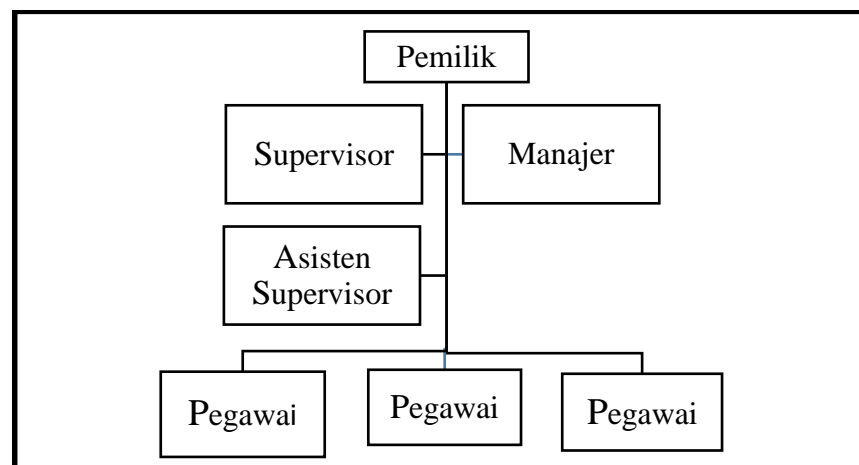 Pemilik
Supervisor
Manajer
Asisten
Supervisor
Pegawai
Pegawai
Pegawai